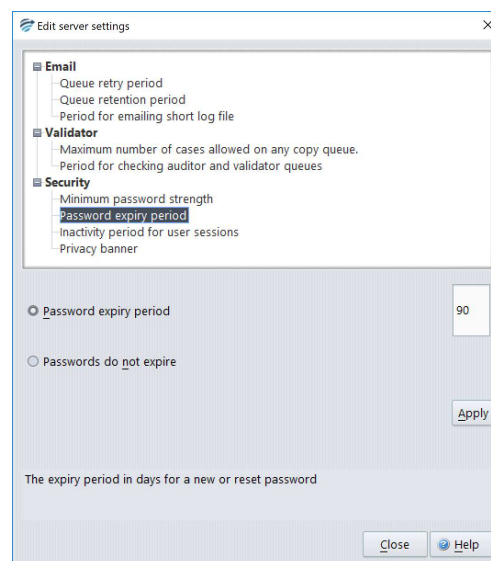 Edit server settings
Email
Queue retry period
Queue retention period
Period for emailing short log file
Validator
Maximum number of cases allowed on any copy queue.
Period for checking auditor and validator queues
Security
Minimum password strength
Password expiry period
Inactivity period for user sessions
Privacy banner
Password expiry period
90
Passwords do not expire
Apply
The expiry period in days for a new or reset password
Close
Help